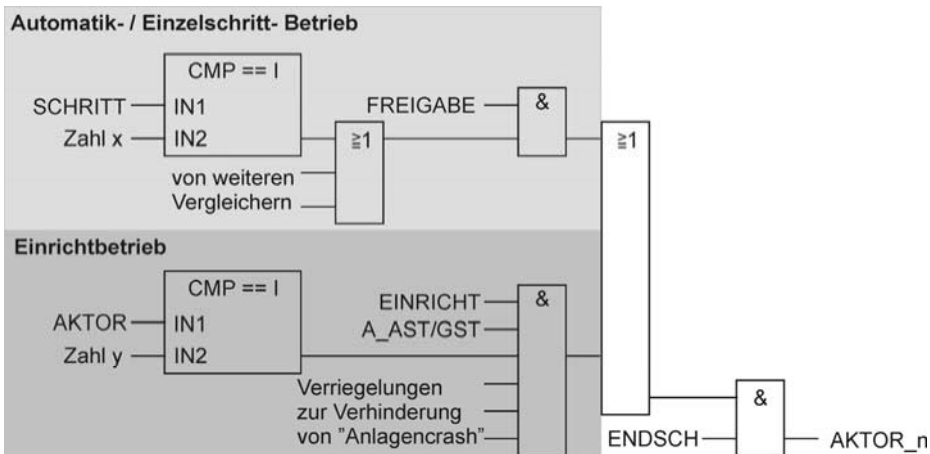 Automatik- / Einzelschritt- Betrieb
CMP == I
SCHRITT
IN1
FREIGABE
&
Zahl x
IN2
≧1
≧1
von weiteren
Vergleichern
Einrichtbetrieb
CMP == I
EINRICHT
&
AKTOR
IN1
A_AST/GST
Zahl y
IN2
Verriegelungen
zur Verhinderung
von ”Anlagencrash”
&
ENDSCH
AKTOR_n